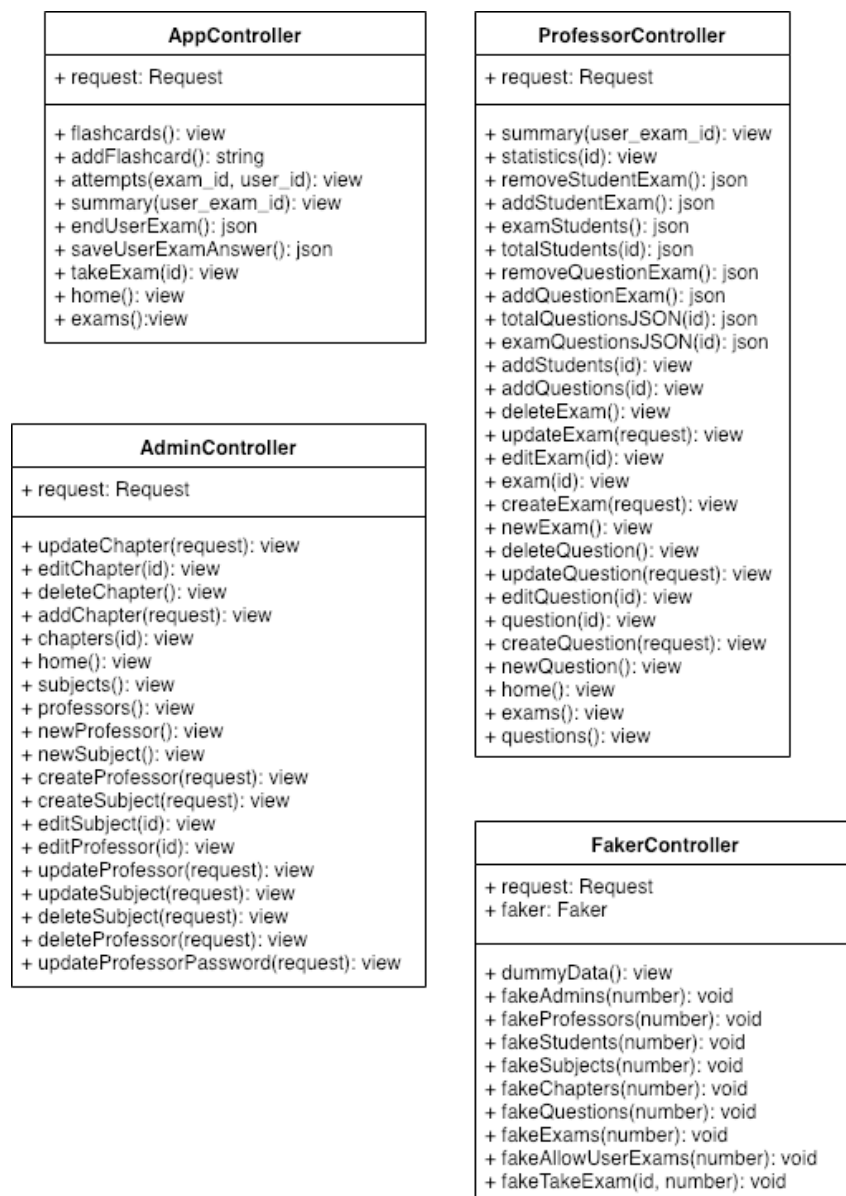 AppController
+ request: Request
+ flashcards(): view
+ addFlashcard(): string
+ attempts(exam_id, user_id): view
+ summary(user_exam_id): view
+ endUserExam(): json
+ saveUserExamAnswer(): json
+ takeExam(id): view
+ home(): view
+ exams():view
ProfessorController
+ request: Request
+ summary(user_exam_id): view
+ statistics(id): view
+ removeStudentExam(): json
+ addStudentExam(): json
+ examStudents(): json
+ totalStudents(id): json
+ removeQuestionExam(): json
+ addQuestionExam(): json
+ totalQuestionsJSON(id): json
+ examQuestionsJSON(id): json
+ addStudents(id): view
+ addQuestions(id): view
+ deleteExam(): view
+ updateExam(request): view
+ editExam(id): view
+ exam(id): view
+ createExam(request): view
+ newExam(): view
+ deleteQuestion(): view
+ updateQuestion(request): view
+ editQuestion(id): view
+ question(id): view
+ createQuestion(request): view
+ newQuestion(): view
+ home(): view
+ exams(): view
+ questions(): view
AdminController
+ request: Request
+ updateChapter(request): view
+ editChapter(id): view
+ deleteChapter(): view
+ addChapter(request): view
+ chapters(id): view
+ home(): view
+ subjects(): view
+ professors(): view
+ newProfessor(): view
+ newSubject(): view
+ createProfessor(request): view
+ createSubject(request): view
+ editSubject(id): view
+ editProfessor(id): view
+ updateProfessor(request): view
+ updateSubject(request): view
+ deleteSubject(request): view
+ deleteProfessor(request): view
+ updateProfessorPassword(request): view
FakerController
+ request: Request
+ faker: Faker
+ dummyData(): view
+ fakeAdmins(number): void
+ fakeProfessors(number): void
+ fakeStudents(number): void
+ fakeSubjects(number): void
+ fakeChapters(number): void
+ fakeQuestions(number): void
+ fakeExams(number): void
+ fakeAllowUserExams(number): void
+ fakeTakeExam(id, number): void